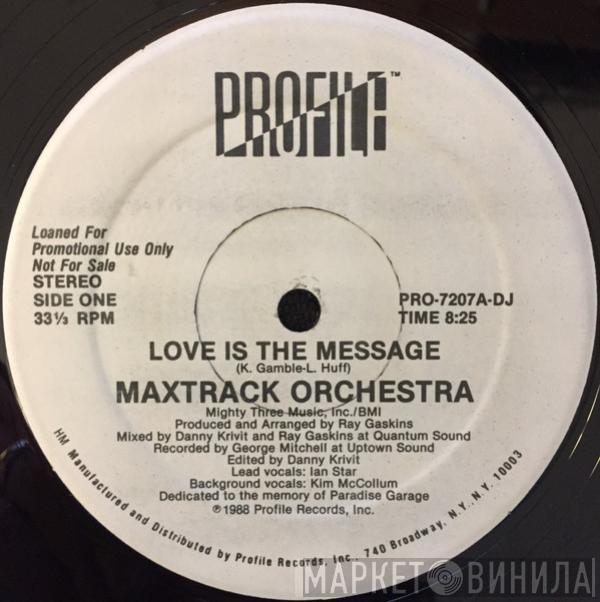 PROFILE™
Loaned For
Promotional Use Only
Not For Sale
STEREO
SIDE ONE
33⅓ RPM
PRO-7207A-DJ
TIME 8:25
LOVE IS THE MESSAGE
(K. Gamble-L. Huff)
MAXTRACK ORCHESTRA
Mighty Three Music, Inc./BMI
Produced and Arranged by Ray Gaskins
Mixed by Danny Krivit and Ray Gaskins at Quantum Sound
Recorded by George Mitchell at Uptown Sound
Edited by Danny Krivit
Lead vocals: Ian Star
Background vocals: Kim McCollum
Dedicated to the memory of Paradise Garage
℗1988 Profile Records, Inc.
HM Manufactured and Distributed by Profile Records, Inc., 740 Broadway, N.Y., N.Y. 10003
МАРКЕТ ВИНИЛА